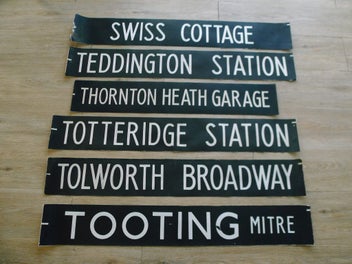 SWISS COTTAGE
TEDDINGTON STATION
THORNTON HEATH GARAGE
TOTTERIDGE STATION
TOLWORTH BROADWAY
TOOTING MITRE